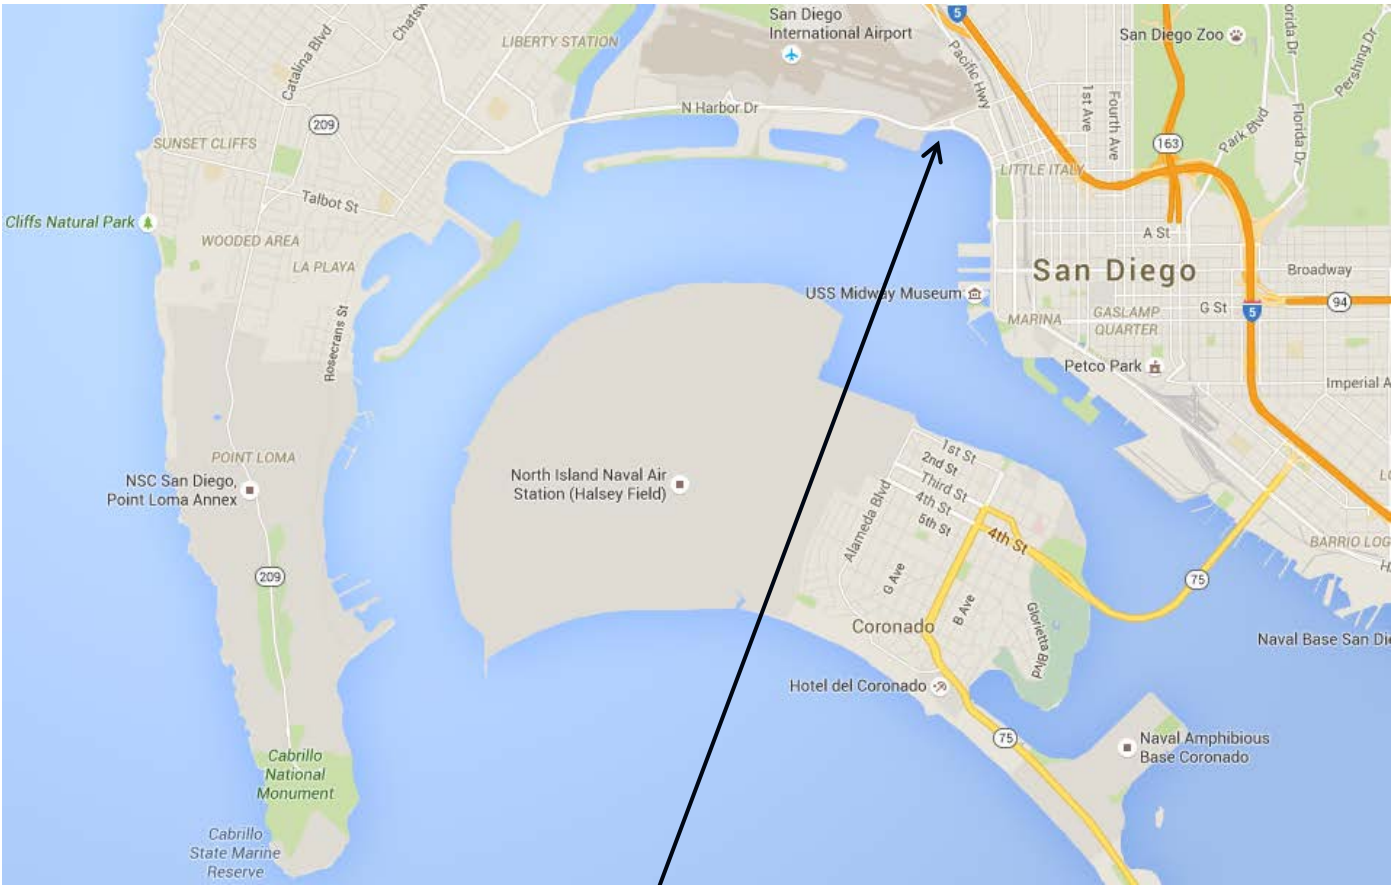 San Diego
International Airport
5
San Diego Zoo
Catalina Blvd
LIBERTY STATION
Pacific Hwy
Florida Dr
Pershing Dr
N Harbor Dr
209
1st Ave
Fourth Ave
163
Park Blvd
SUNSET CLIFFS
LITTLE ITALY
Talbot St
Cliffs Natural Park
WOODED AREA
A St
LA PLAYA
San Diego
Broadway
USS Midway Museum
MARINA
GASLAMP
QUARTER
G St
5
94
Rosecrans St
Petco Park
Imperial A
POINT LOMA
NSC San Diego,
Point Loma Annex
North Island Naval Air
Station (Halsey Field)
1st St
2nd St
Third St
4th St
5th St
Alameda Blvd
4th St
BARRIO LOG
209
G Ave
B Ave
75
Glorietta Blvd
Coronado
Naval Base San Di
Hotel del Coronado
75
Naval Amphibious
Base Coronado
Cabrillo
National
Monument
Cabrillo
State Marine
Reserve